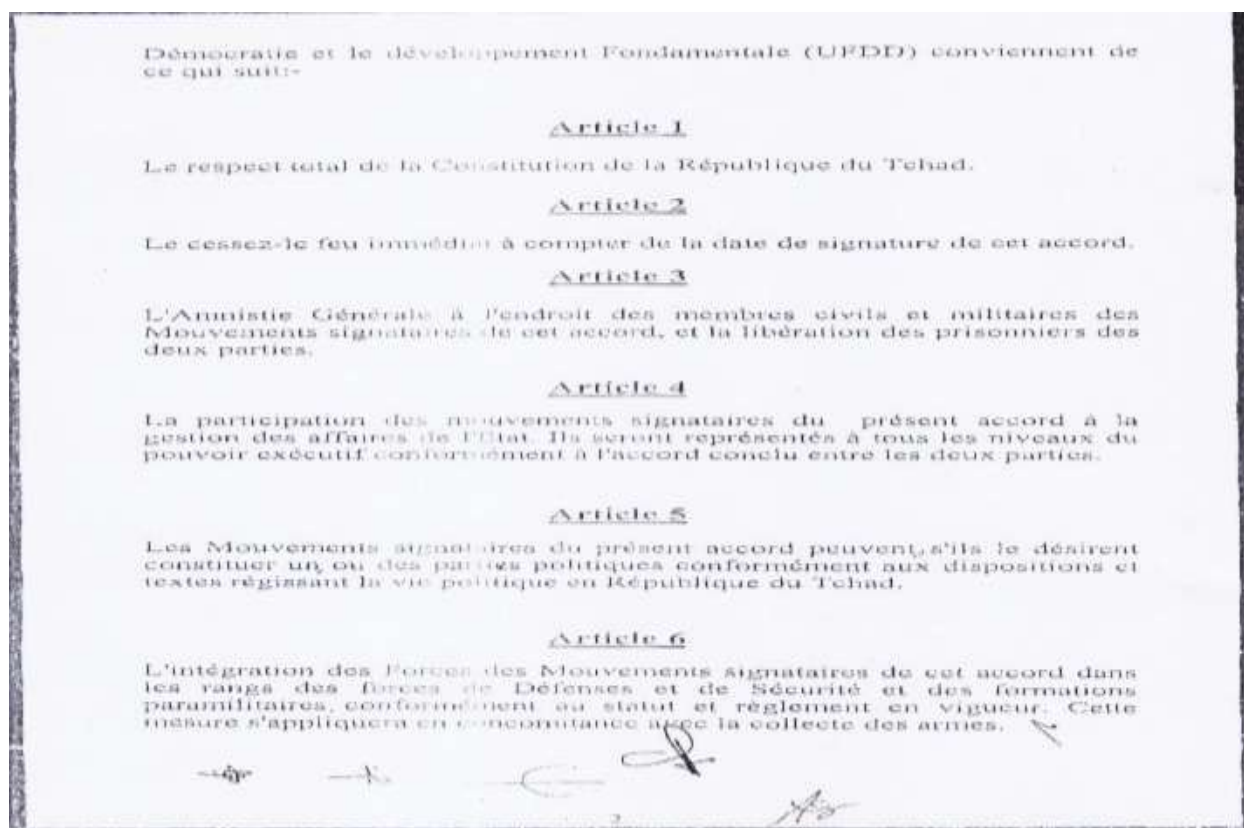 Démocratie et le développement Fondamentale (UFDD) conviennent de
ce qui suit:-
Article 1
Le respect total de la Constitution de la République du Tchad.
Article 2
Le cessez-le feu immédiat à compter de la date de signature de cet accord.
Article 3
L'Amnistie Générale à l'endroit des membres civils et militaires des
Mouvements signataires de cet accord, et la libération des prisonniers des
deux parties.
Article 4
La participation des mouvements signataires du présent accord à la
gestion des affaires de l'Etat. Ils seront représentés à tous les niveaux du
pouvoir exécutif conformément à l'accord conclu entre les deux parties.
Article 5
Les Mouvements signataires du présent accord peuvent, s'ils le désirent
constituer un ou des parties politiques conformément aux dispositions et
textes régissant la vie politique en République du Tchad.
Article 6
L'intégration des Forces des Mouvements signataires de cet accord dans
les rangs des forces de Défenses et de Sécurité et des formations
paramilitaires, conformément au statut et règlement en vigueur. Cette
mesure s'appliquera en concomitance avec la collecte des armes.
2